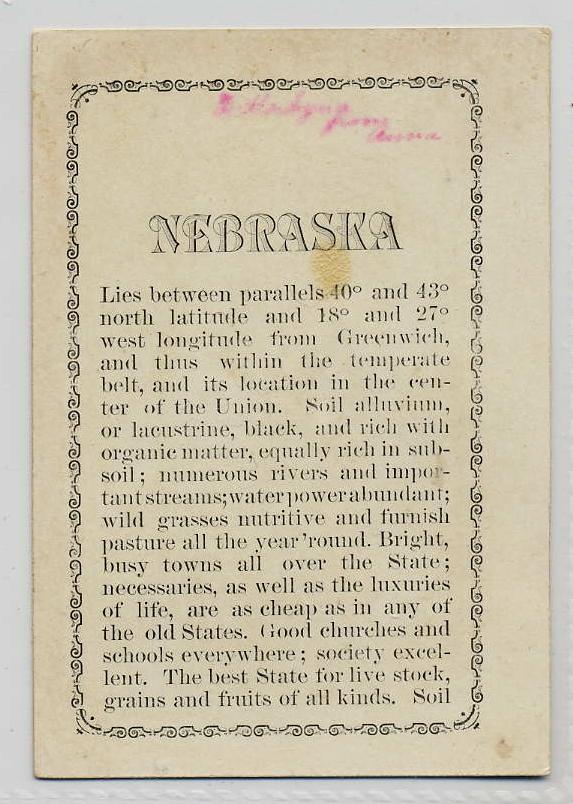 from
Anna
NEBRASKA
Lies between parallels 40° and 43°
north latitude and 18° and 27°
west longitude from Greenwich,
and thus within the temperate
belt, and its location in the cen-
ter of the Union. Soil alluvium,
or lacustrine, black, and rich with
organic matter, equally rich in sub-
soil; numerous rivers and impor-
tant streams; water power abundant;
wild grasses nutritive and furnish
pasture all the year 'round. Bright,
busy towns all over the State;
necessaries, as well as the luxuries
of life, are as cheap as in any of
the old States. Good churches and
schools everywhere; society excel-
lent. The best State for live stock,
grains and fruits of all kinds. Soil